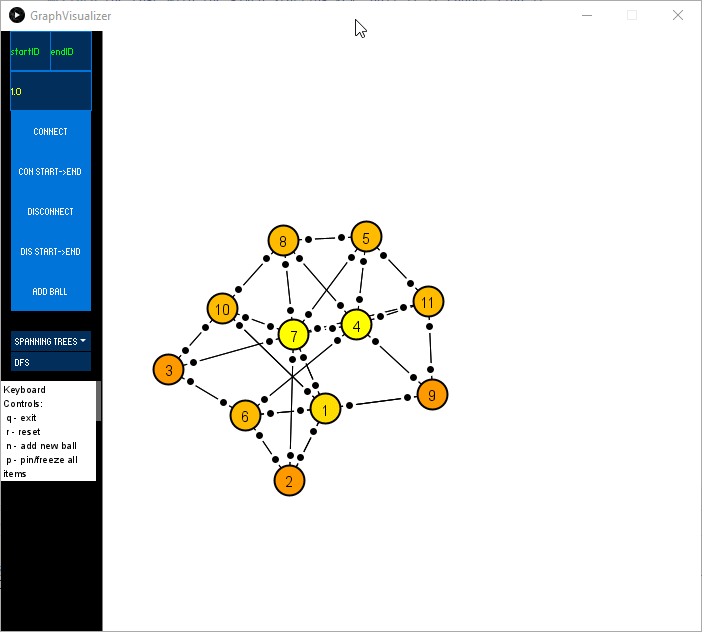 GraphVisualizer
startID endID
1.0
CONNECT
CON START->END
DISCONNECT
DIS START->END
ADD BALL
SPANNING TREES
DFS
Keyboard
Controls:
q - exit
r - reset
n - add new ball
p - pin/freeze all
items
8
5
10
11
7
4
3
9
6
1
2